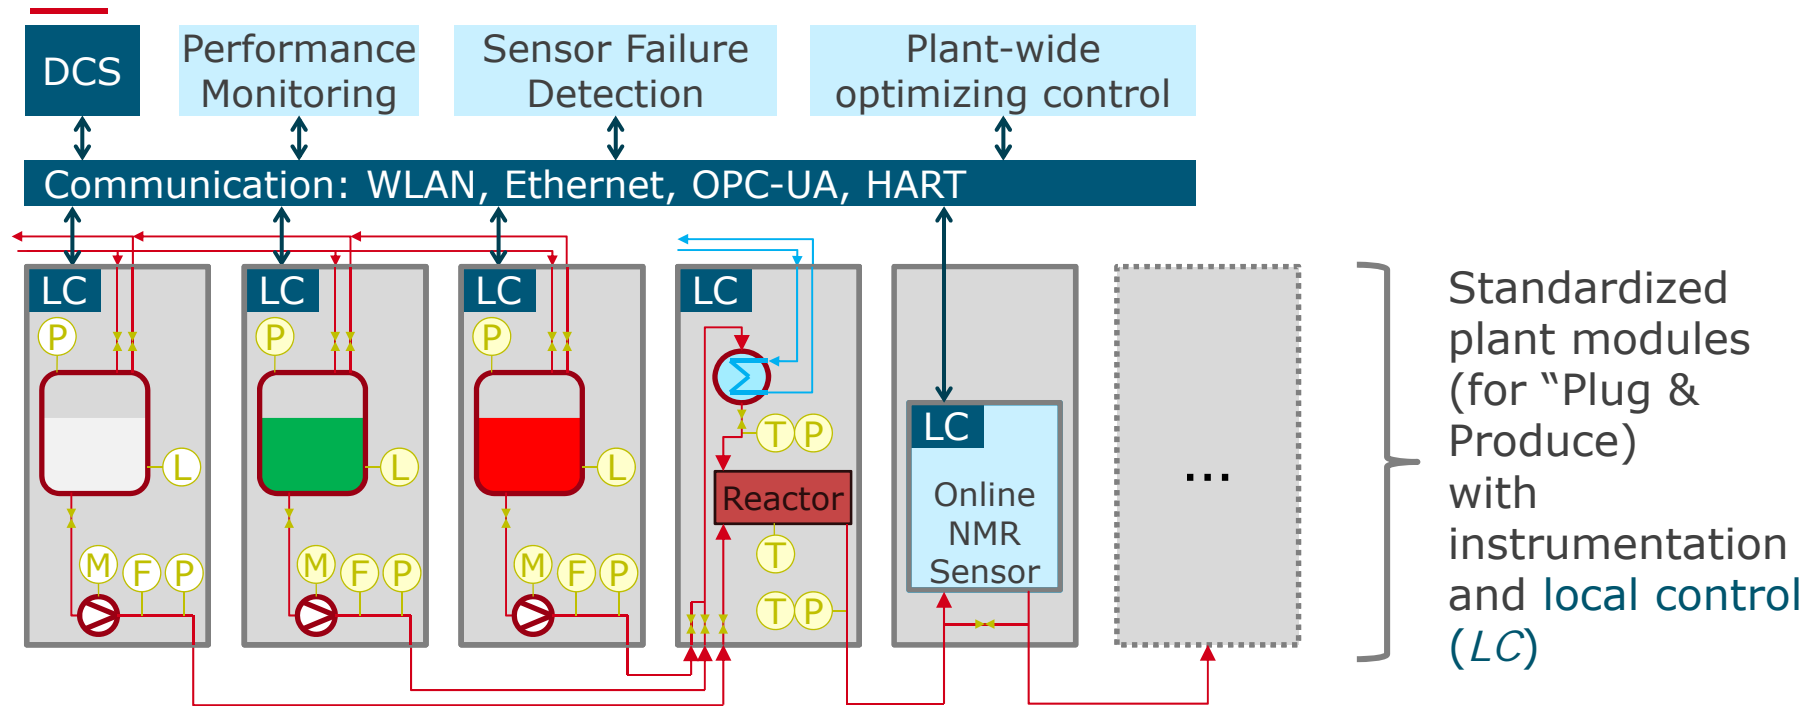 DCS
Performance
Monitoring
Sensor Failure
Detection
Plant-wide
optimizing control
Communication: WLAN, Ethernet, OPC-UA, HART
LC
P
L
M
F
P
LC
P
L
M
F
P
LC
P
L
M
F
P
LC
Σ
T
P
Reactor
T
T
P
LC
Online
NMR
Sensor
...
Standardized
plant modules
(for “Plug &
Produce)
with
instrumentation
and local control
(LC)